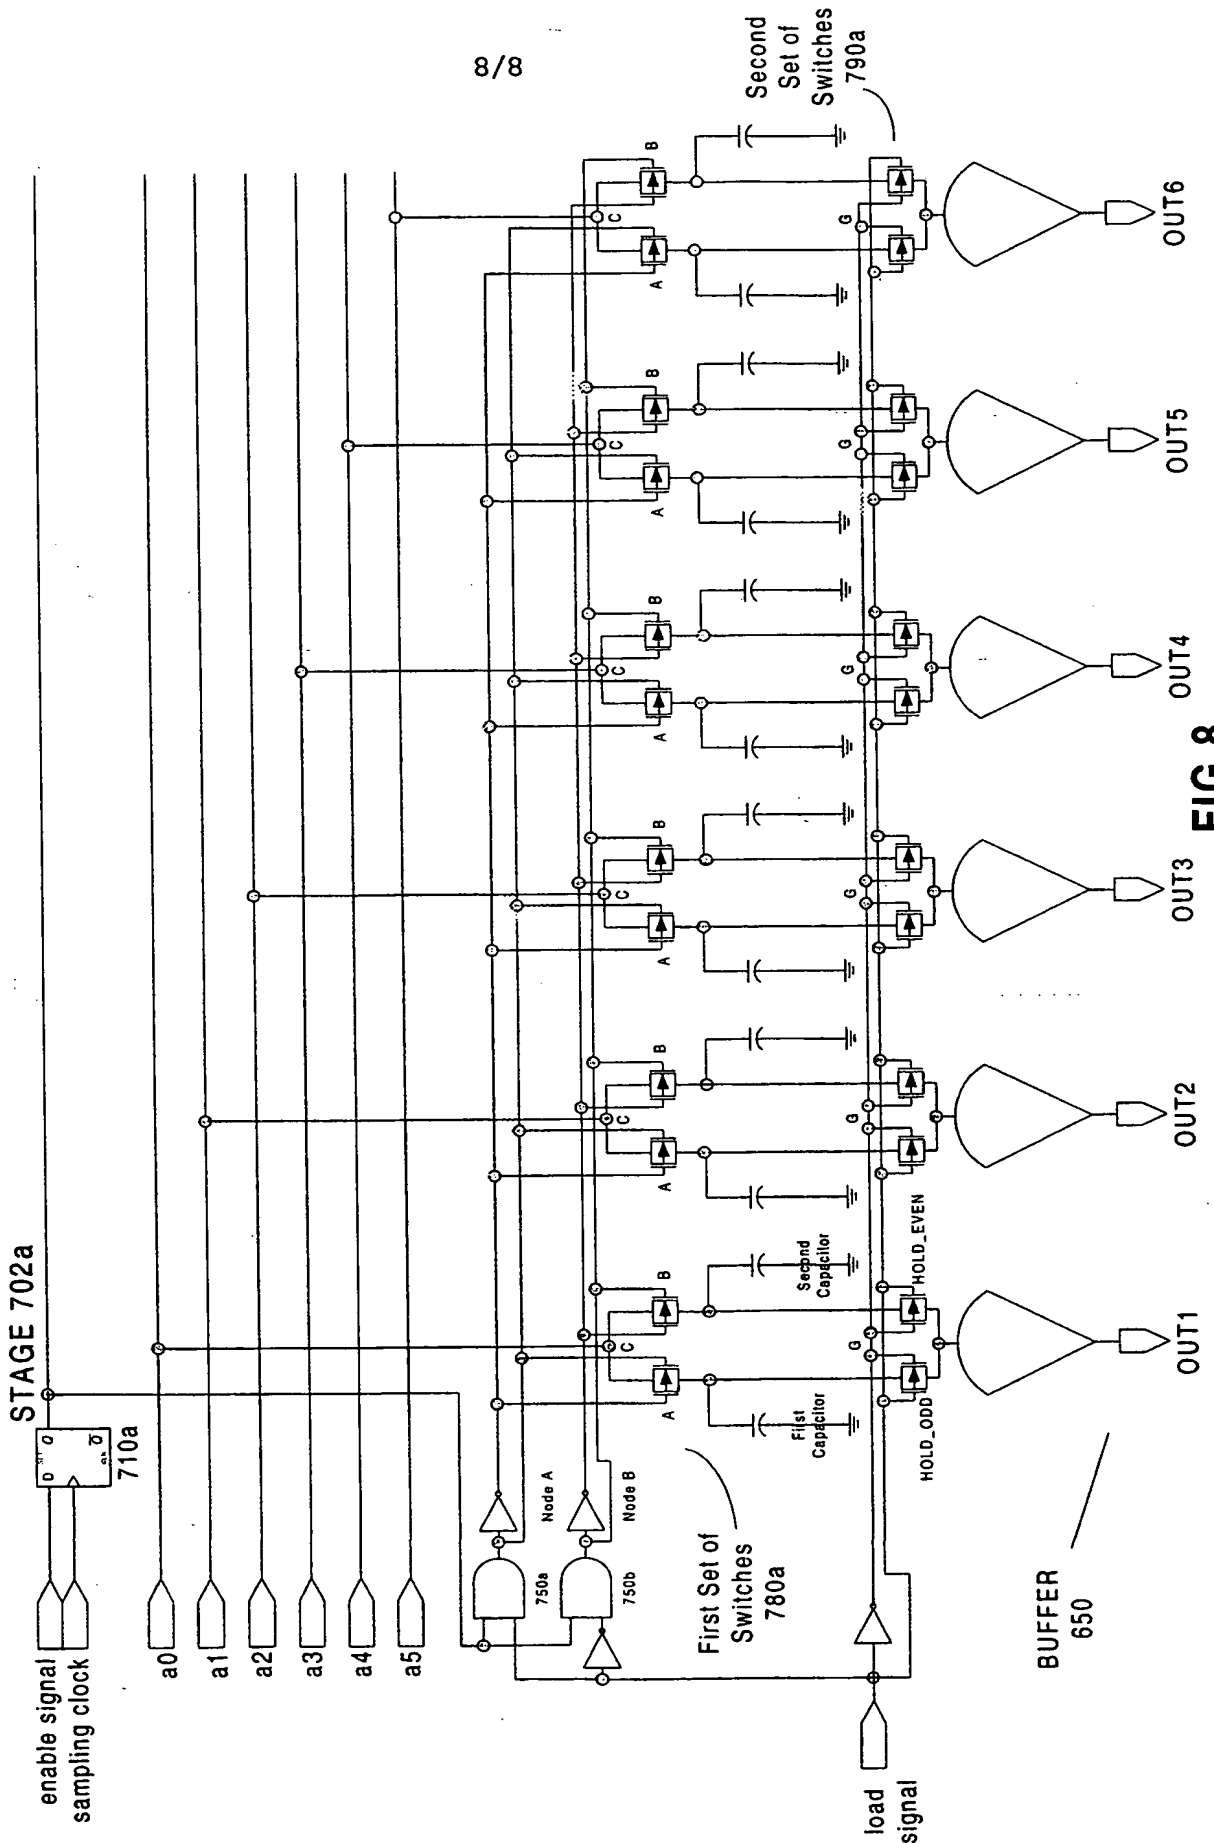 8/8
STAGE 702a
enable signal
sampling clock
D
Q
Q
710a
a0
a1
a2
a3
a4
a5
750a
750b
Node A
Node B
First Set of
Switches
780a
A
C
B
A
C
B
A
C
B
A
C
B
A
C
B
A
C
B
First
Capacitor
Second
Capacitor
Second
Set of
Switches
790a
load
signal
G
G
G
G
G
G
HOLD_ODD
HOLD_EVEN
BUFFER
650
OUT1
OUT2
OUT3
OUT4
OUT5
OUT6
FIG 8